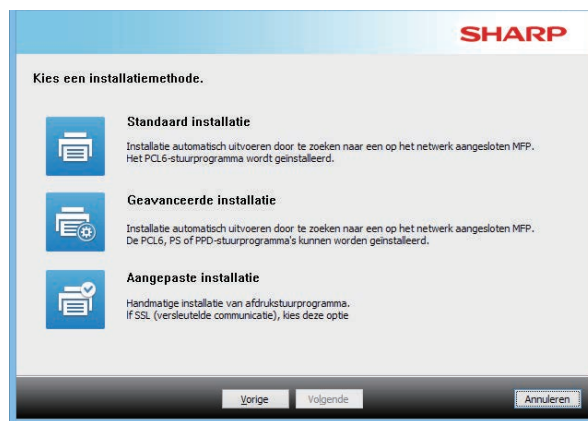 SHARP
Kies een installatiemethode.
Standaard installatie
Installatie automatisch uitvoeren door te zoeken naar een op het netwerk aangesloten MFP.
Het PCL6-stuurprogramma wordt geïnstalleerd.
Geavanceerde installatie
Installatie automatisch uitvoeren door te zoeken naar een op het netwerk aangesloten MFP.
De PCL6, PS of PPD-stuurprogramma's kunnen worden geïnstalleerd.
Aangepaste installatie
Handmatige installatie van afdrukstuurprogramma.
If SSL (versleutelde communicatie), kies deze optie
Vorige Volgende Annuleren